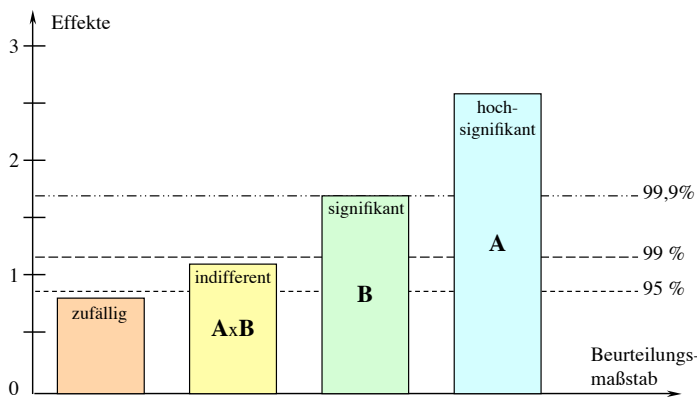 Effekte
3
hoch-
signifikant
2
99,9%
signifikant
A
99 %
indifferent
1
95 %
B
zufällig
AxB
Beurteilungs-
maßstab
0